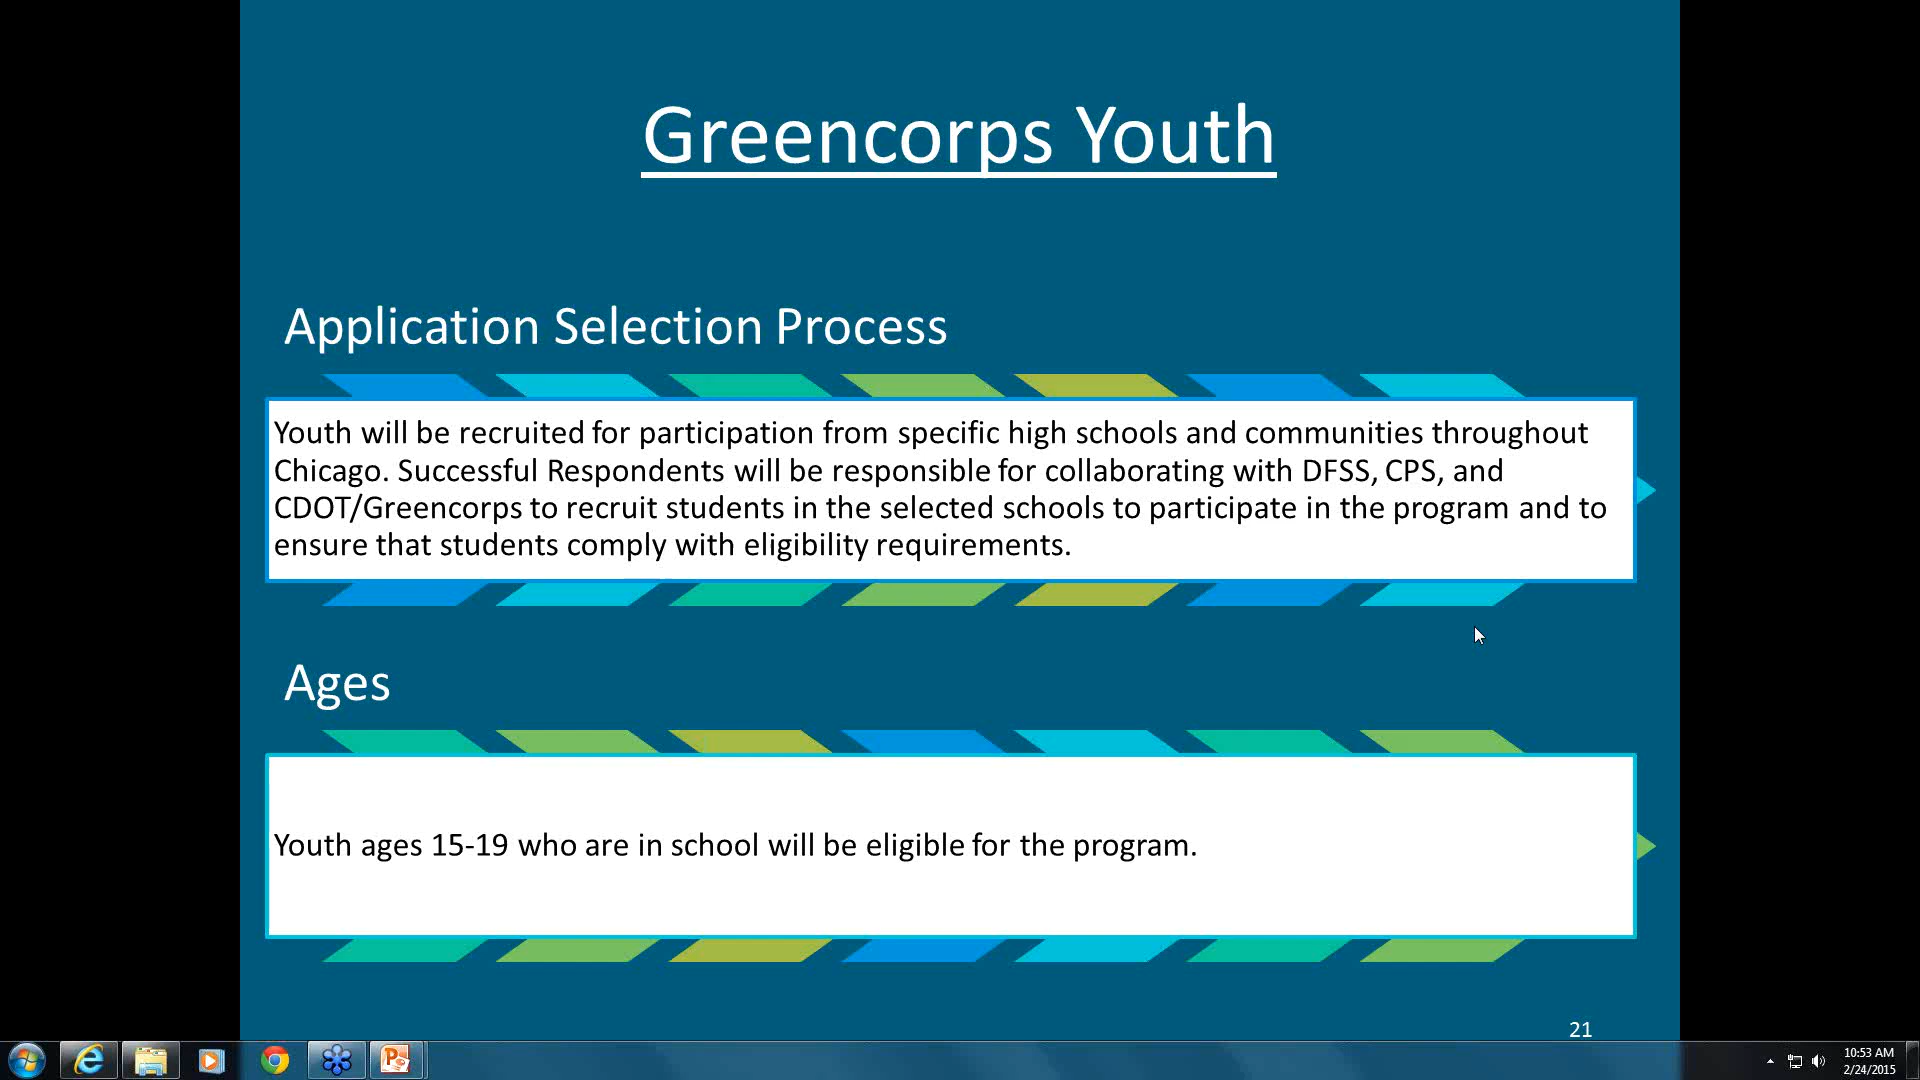 Greencorps Youth
Application Selection Process
Youth will be recruited for participation from specific high schools and communities throughout
Chicago. Successful Respondents will be responsible for collaborating with DFSS, CPS, and
CDOT/Greencorps to recruit students in the selected schools to participate in the program and to
ensure that students comply with eligibility requirements.
Ages
Youth ages 15-19 who are in school will be eligible for the program.
21
10:53 AM
2/24/2015